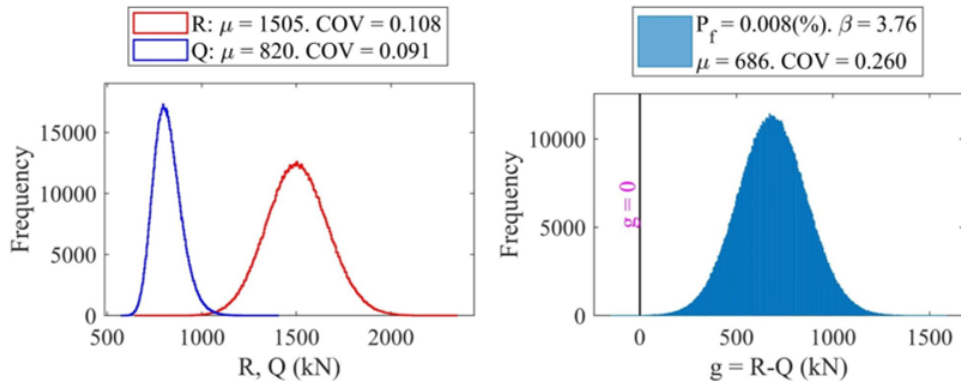 R: μ = 1505. COV = 0.108
Q: μ = 820. COV = 0.091
Frequency
15000
10000
5000
0
500
1000
1500
2000
R, Q (kN)
P_f = 0.008(%). β = 3.76
μ = 686. COV = 0.260
Frequency
10000
5000
0
g = 0
0
500
1000
1500
g = R-Q (kN)